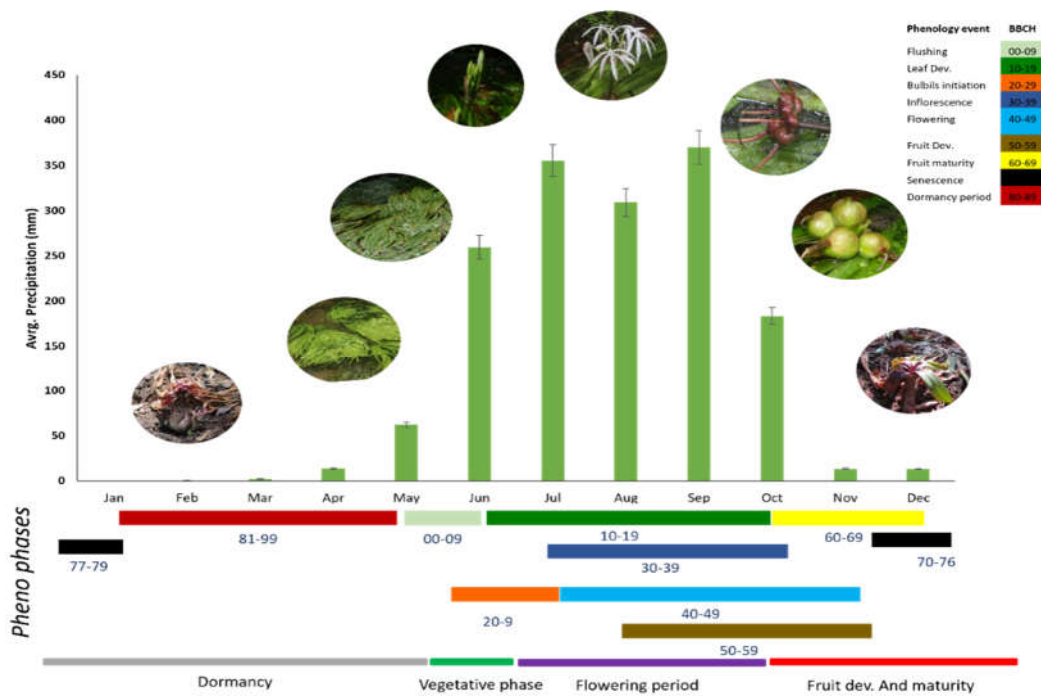 Phenology event BBCH
Flushing 00-09
Leaf Dev. 10-19
Bulbils initiation 20-29
Inflorescence 30-39
Flowering 40-49
Fruit Dev. 50-59
Fruit maturity 60-69
Senescence
Dormancy period 80-89
Avrg. Precipitation (mm)
450
400
350
300
250
200
150
100
50
0
Jan Feb Mar Apr May Jun Jul Aug Sep Oct Nov Dec
Pheno phases
81-99 00-09 10-19 60-69
77-79 30-39 70-76
20-9 40-49
50-59
Dormancy Vegetative phase Flowering period Fruit dev. And maturity